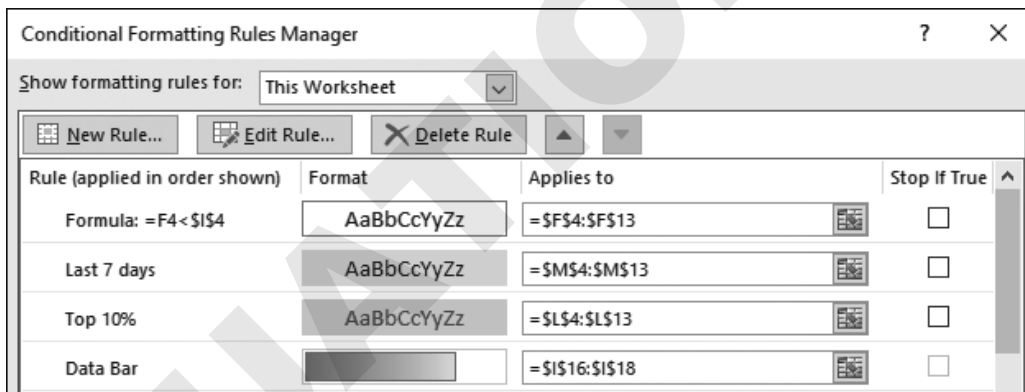 Conditional Formatting Rules Manager ? ×
Show formatting rules for: This Worksheet
New Rule... Edit Rule... Delete Rule
Rule (applied in order shown) Format Applies to Stop If True
Formula: =F4<$I$4 AaBbCcYyZz =$F$4:$F$13
Last 7 days AaBbCcYyZz =$M$4:$M$13
Top 10% AaBbCcYyZz =$L$4:$L$13
Data Bar =$I$16:$I$18